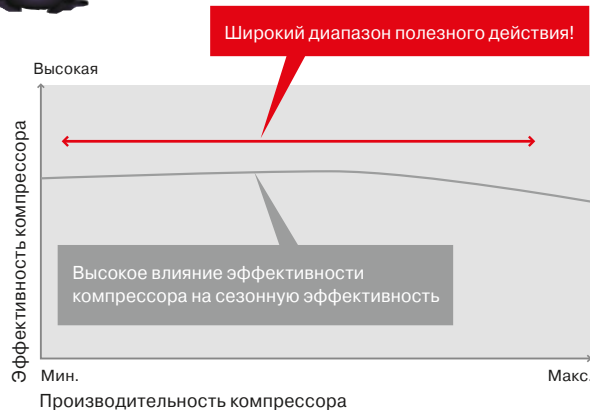 Широкий диапазон полезного действия!
Высокая
Эффективность компрессора
Высокое влияние эффективности
компрессора на сезонную эффективность
Мин.
Макс.
Производительность компрессора